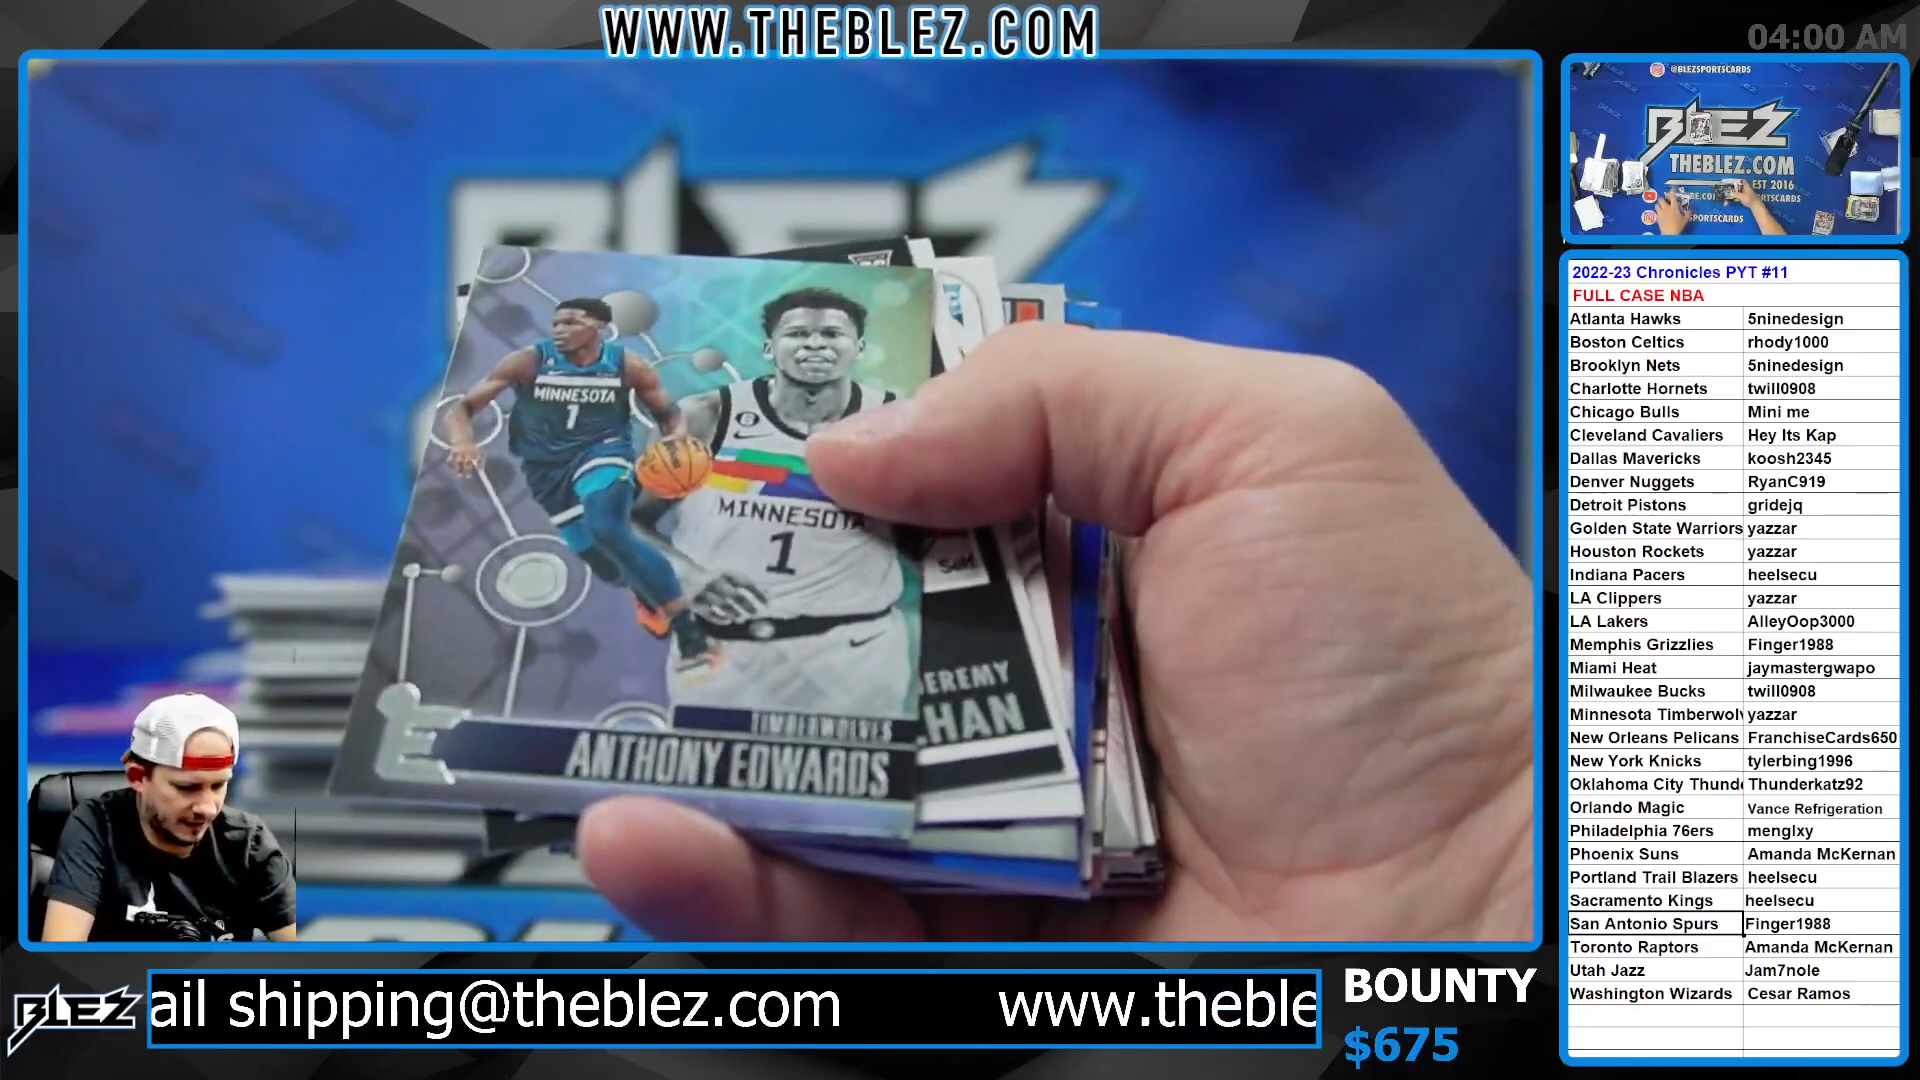 WWW.THEBLEZ.COM
04:00 AM
@BLEZSPORTSCARDS
BLEZ
THEBLEZ.COM
EST 2016
SPORTSCARDS
MINNESOTA
1
MINNESOTA
1
6
TIMBERWOLVES
ANTHONY EDWARDS
Self
EREMY
HAN
2022-23 Chronicles PYT #11
FULL CASE NBA
Atlanta Hawks 5ninedesign
Boston Celtics rhody1000
Brooklyn Nets 5ninedesign
Charlotte Hornets twill0908
Chicago Bulls Mini me
Cleveland Cavaliers Hey Its Kap
Dallas Mavericks koosh2345
Denver Nuggets RyanC919
Detroit Pistons gridejq
Golden State Warriors yazzar
Houston Rockets yazzar
Indiana Pacers heelsecu
LA Clippers yazzar
LA Lakers AlleyOop3000
Memphis Grizzlies Finger1988
Miami Heat jaymastergwapo
Milwaukee Bucks twill0908
Minnesota Timberwol yazzar
New Orleans Pelicans FranchiseCards650
New York Knicks tylerbing1996
Oklahoma City Thund Thunderkatz92
Orlando Magic Vance Refrigeration
Philadelphia 76ers menglxy
Phoenix Suns Amanda McKernan
Portland Trail Blazers heelsecu
Sacramento Kings heelsecu
San Antonio Spurs Finger1988
Toronto Raptors Amanda McKernan
Utah Jazz Jam7nole
Washington Wizards Cesar Ramos
BLEZ
ail shipping@theblez.com www.theble
BOUNTY
$675